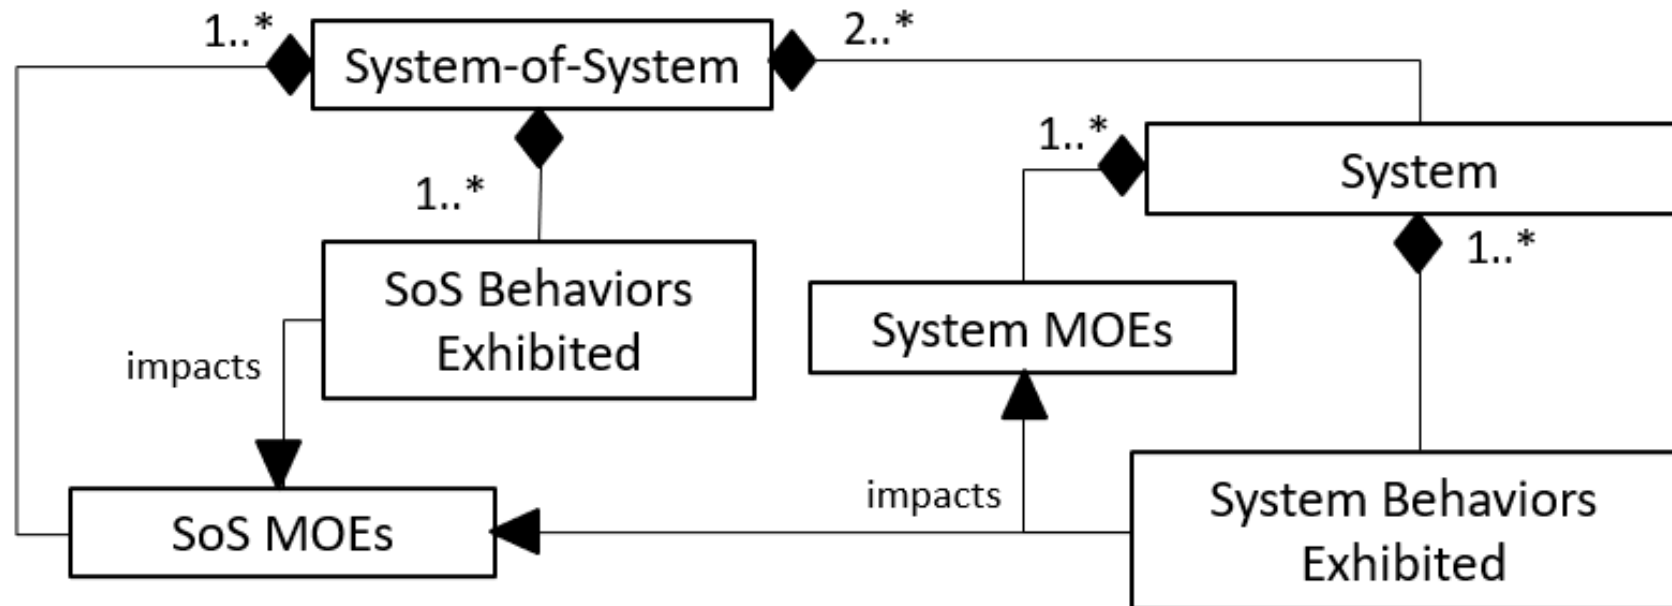 1..*
System-of-System
2..*
1..*
System
1..*
SoS Behaviors
Exhibited
1..*
System MOEs
impacts
impacts
SoS MOEs
System Behaviors
Exhibited